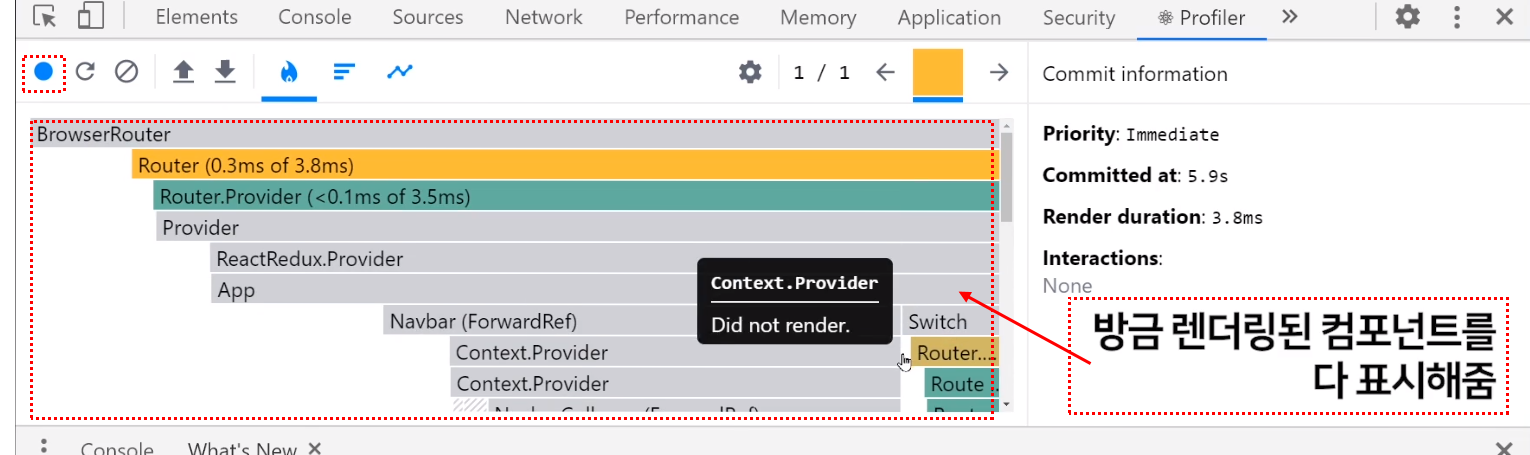 Elements Console Sources Network Performance Memory Application Security Profiler
1 / 1
Commit information
BrowserRouter
Router (0.3ms of 3.8ms)
Router.Provider (<0.1ms of 3.5ms)
Provider
ReactRedux.Provider
App
Navbar (ForwardRef)
Switch
Context.Provider
Router....
Context.Provider
Route ..
Context.Provider
Did not render.
Priority: Immediate
Committed at: 5.9s
Render duration: 3.8ms
Interactions:
None
방금 렌더링된 컴포넌트를
다 표시해줌
Console What's New